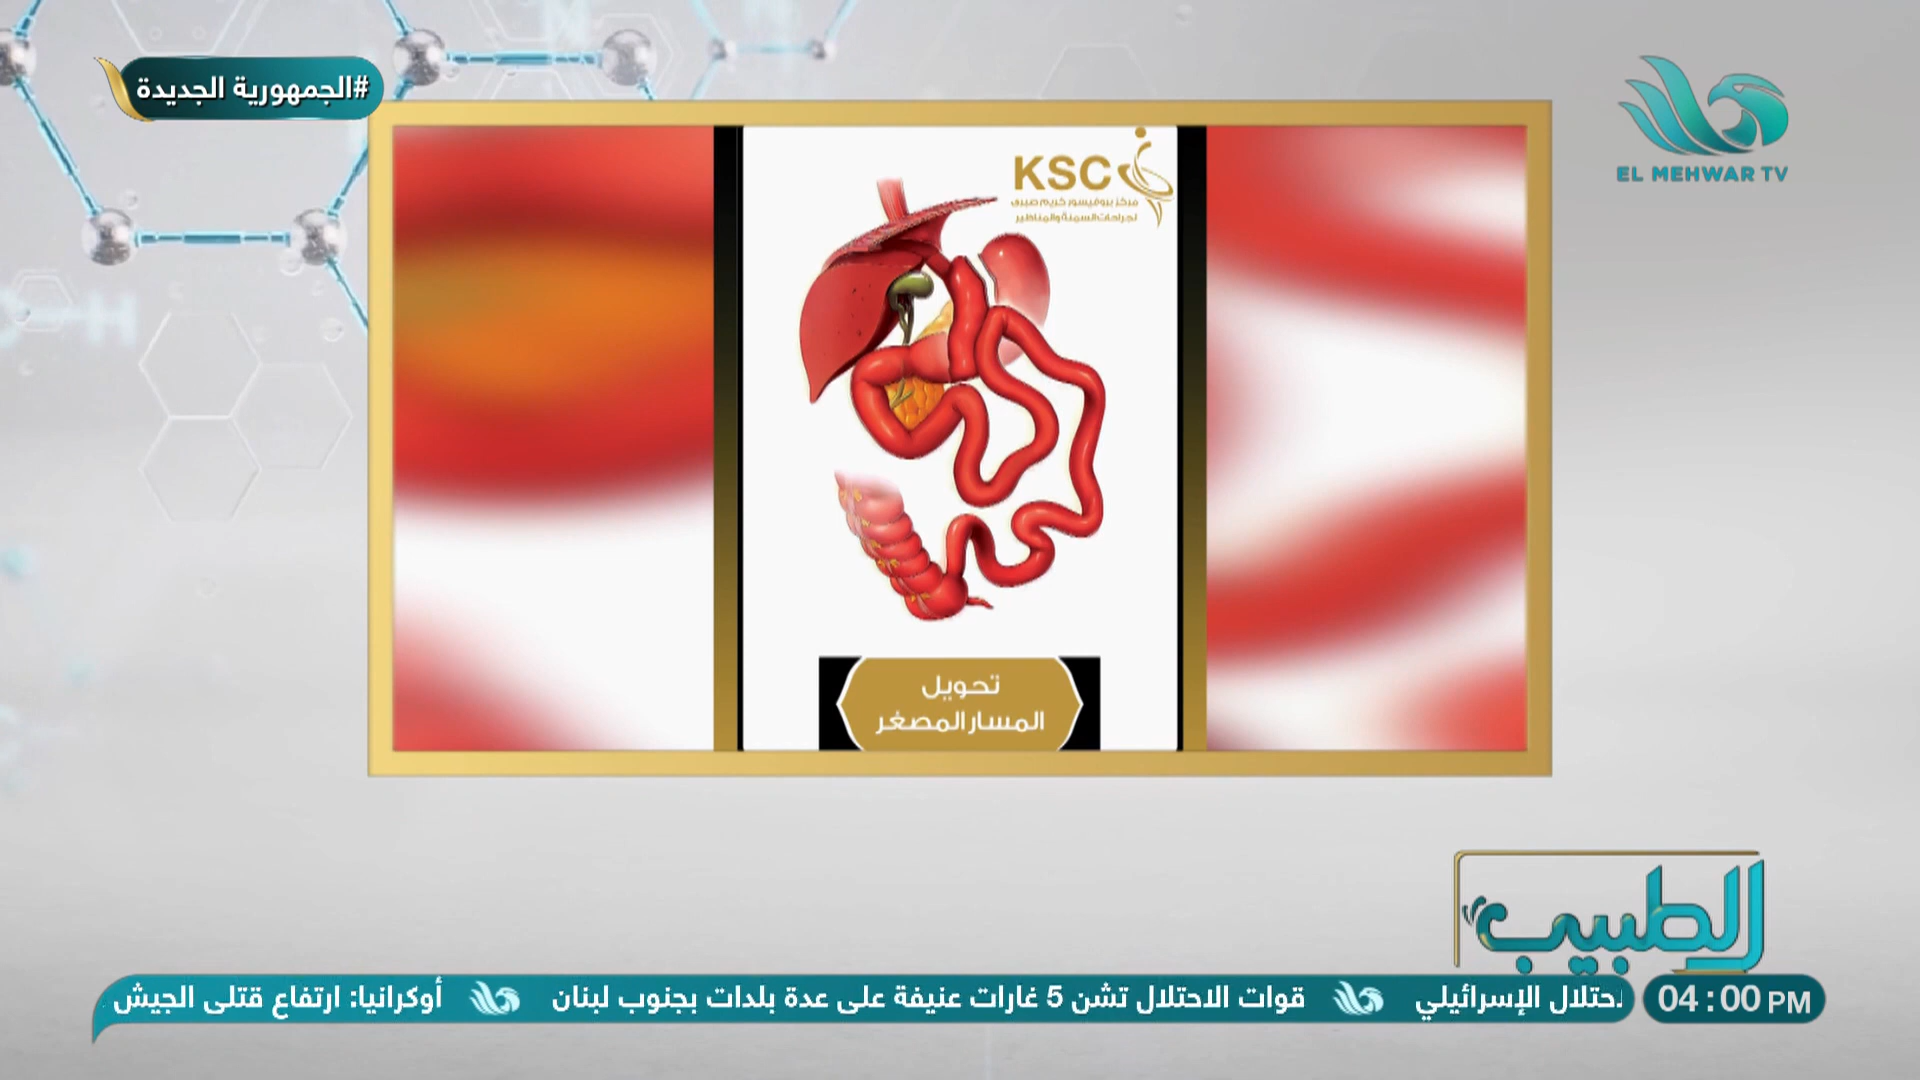 #الجمهورية الجديدة
EL MEHWAR TV
KSC
مركز بروفيسور كريم صبري
لجراحات السمنة والمناظير
تحويل
المسار المصغر
الطبيب
04:00 PM
احتلال الإسرائيلي
قوات الاحتلال تشن 5 غارات عنيفة على عدة بلدات بجنوب لبنان
أوكرانيا: ارتفاع قتلى الجيش